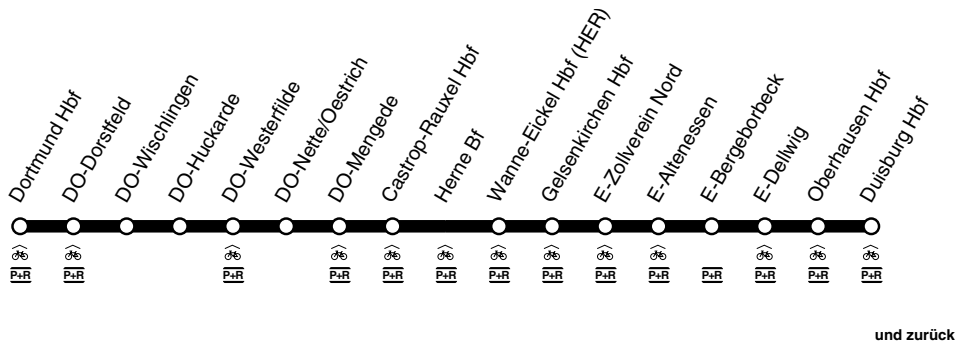 Dortmund Hbf
DO-Dorstfeld
DO-Wischlingen
DO-Huckarde
DO-Westerfilde
DO-Nette/Oestrich
DO-Mengede
Castrop-Rauxel Hbf
Herne Bf
Wanne-Eickel Hbf (HER)
Gelsenkirchen Hbf
E-Zollverein Nord
E-Altenessen
E-Bergeborbeck
E-Dellwig
Oberhausen Hbf
Duisburg Hbf
P+R P+R P+R P+R P+R P+R P+R P+R P+R P+R P+R P+R P+R P+R
und zurück